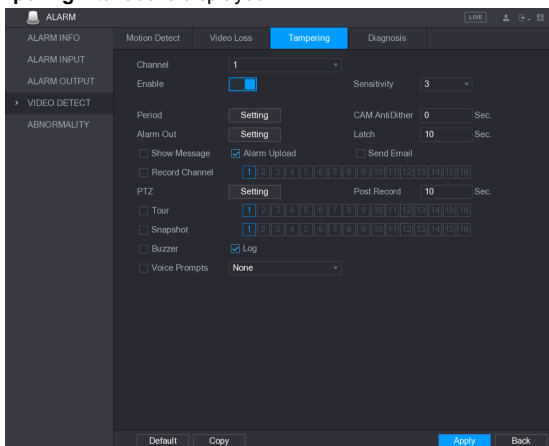 ALARM LIVE
ALARM INFO Motion Detect Video Loss Tampering Diagnosis
ALARM INPUT Channel 1
ALARM OUTPUT Enable Sensitivity 3
> VIDEO DETECT
ABNORMALITY Period Setting CAM AntiDither 0 Sec.
Alarm Out Setting Latch 10 Sec.
Show Message Alarm Upload Send Email
Record Channel 1 2 3 4 5 6 7 8 9 10 11 12 13 14 15 16
PTZ Setting Post Record 10 Sec.
Tour 1 2 3 4 5 6 7 8 9 10 11 12 13 14 15 16
Snapshot 1 2 3 4 5 6 7 8 9 10 11 12 13 14 15 16
Buzzer Log
Voice Prompts None
Default Copy Apply Back